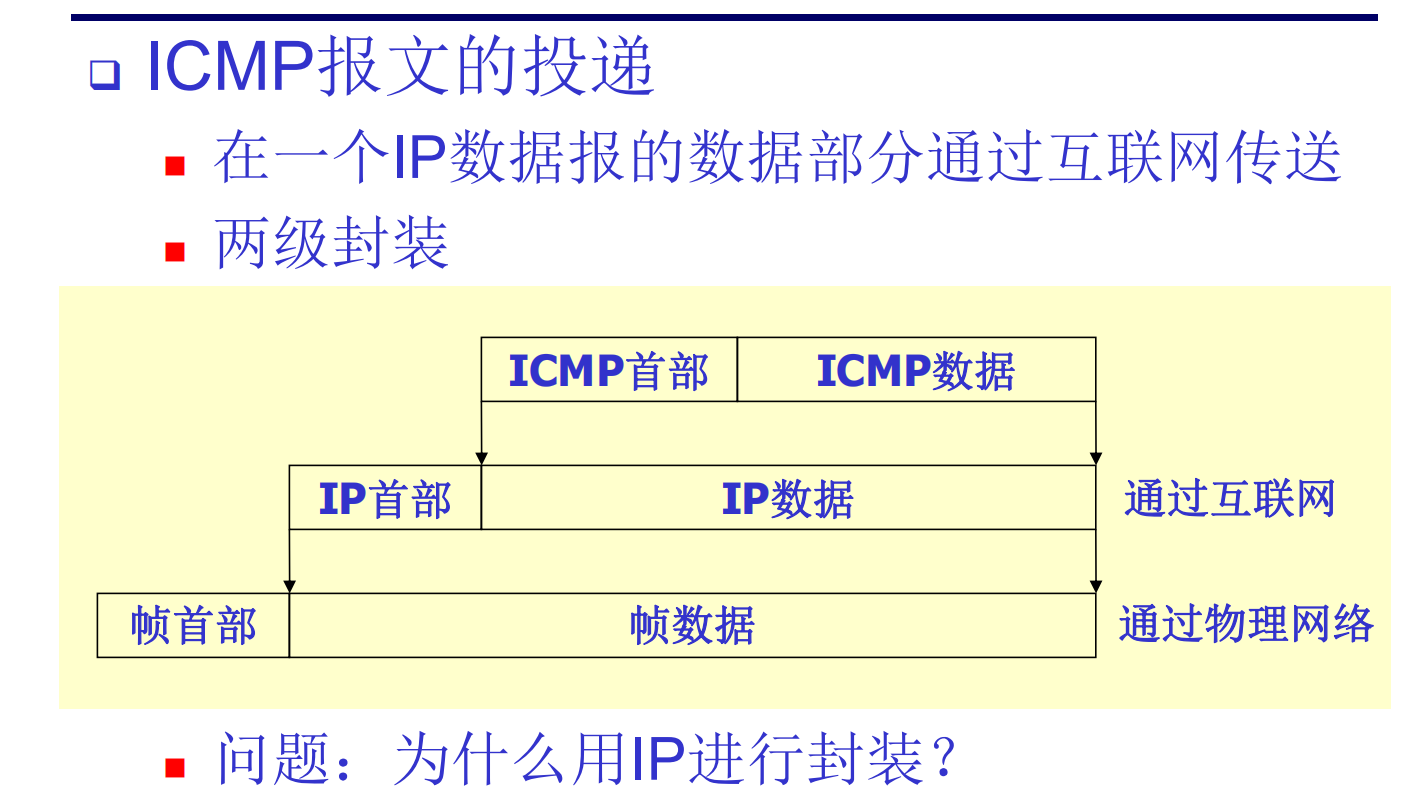 ICMP报文的投递
在一个IP数据报的数据部分通过互联网传送
两级封装
ICMP首部 ICMP数据
IP首部 IP数据 通过互联网
帧首部 帧数据 通过物理网络
问题：为什么用IP进行封装？